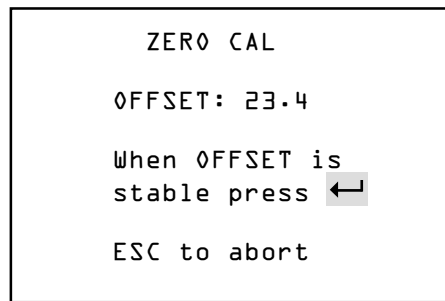 ZERO CAL
OFFSET: 23.4
When OFFSET is
stable press ←
ESC to abort